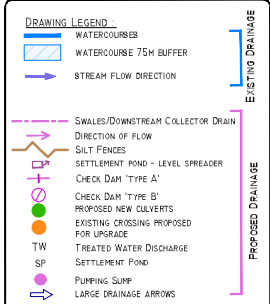 DRAWING LEGEND :
WATERCOURSES
WATERCOURSE 75M BUFFER
STREAM FLOW DIRECTION
EXISTING DRAINAGE
SWALES/DOWNSTREAM COLLECTOR DRAIN
DIRECTION OF FLOW
SILT FENCES
SETTLEMENT POND - LEVEL SPREADER
CHECK DAM 'TYPE A'
CHECK DAM 'TYPE B'
PROPOSED NEW CULVERTS
EXISTING CROSSING PROPOSED
FOR UPGRADE
TW TREATED WATER DISCHARGE
SP SETTLEMENT POND
PUMPING SUMP
LARGE DRAINAGE ARROWS
PROPOSED DRAINAGE